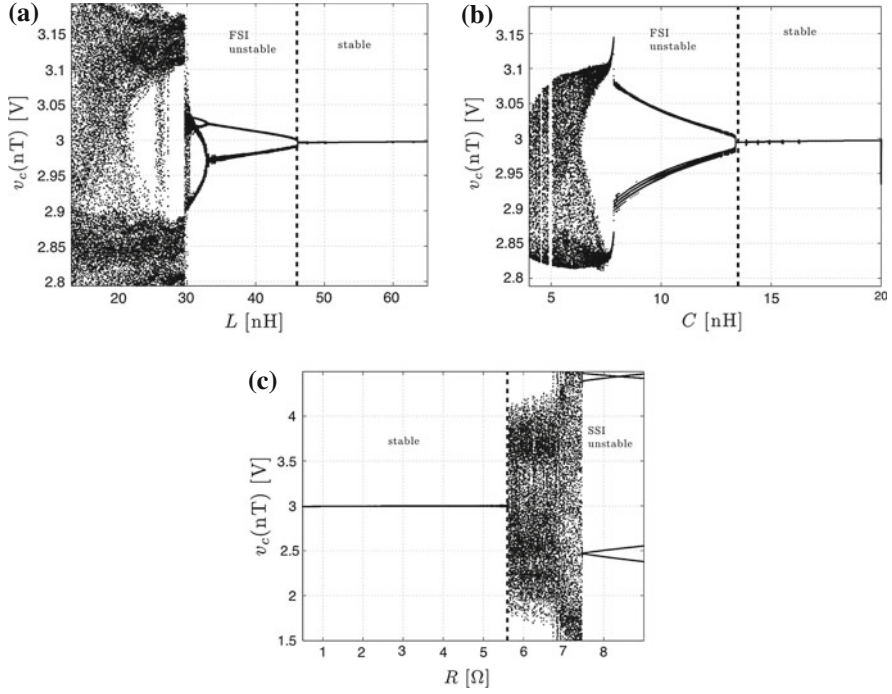 (a)
3.15
3.1
3.05
3
2.95
2.9
2.85
2.8
v_c(nT) [V]
FSI
unstable
stable
20
30
40
50
60
L [nH]
(b)
3.15
3.1
3.05
3
2.95
2.9
2.85
2.8
v_c(nT) [V]
FSI
unstable
stable
5
10
15
20
C [nH]
(c)
4
3.5
3
2.5
2
1.5
v_c(nT) [V]
stable
SSI
unstable
1
2
3
4
5
6
7
8
R [Ω]